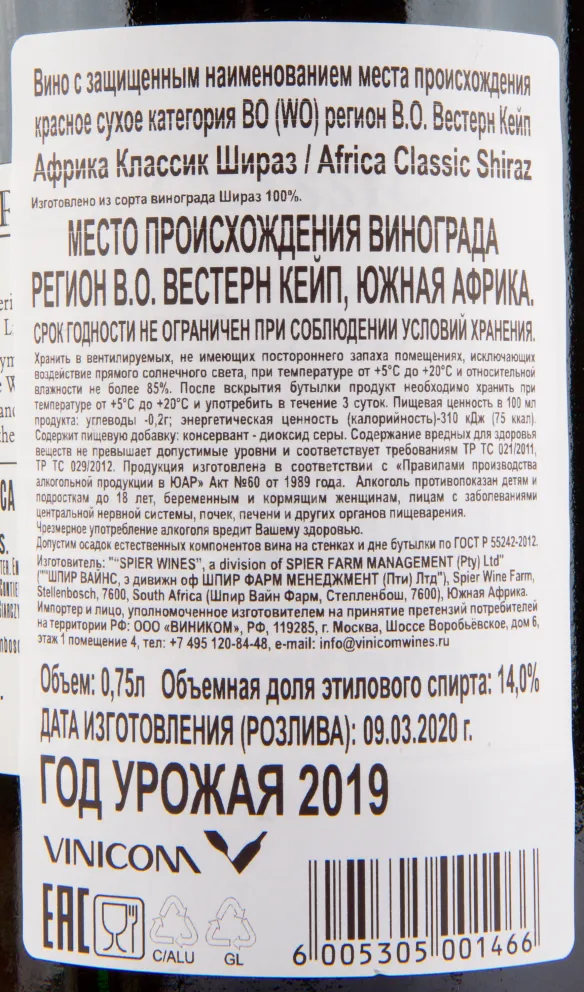 Вино с защищенным наименованием места происхождения
красное сухое категория ВО (WO) регион В.О. Вестерн Кейп
Африка Классик Шираз / Africa Classic Shiraz
Изготовлено из сорта винограда Шираз 100%.
МЕСТО ПРОИСХОЖДЕНИЯ ВИНОГРАДА
РЕГИОН В.О. ВЕСТЕРН КЕЙП, ЮЖНАЯ АФРИКА.
СРОК ГОДНОСТИ НЕ ОГРАНИЧЕН ПРИ СОБЛЮДЕНИИ УСЛОВИЙ ХРАНЕНИЯ.
Хранить в вентилируемых, не имеющих постороннего запаха помещениях, исключающих
воздействие прямого солнечного света, при температуре от +5°С до +20°С и относительной
влажности не более 85%. После вскрытия бутылки продукт необходимо хранить при
температуре от +5°С до +20°С и употребить в течение 3 суток. Пищевая ценность в 100 мл
продукта: углеводы -0,2г; энергетическая ценность (калорийность)-310 кДж (75 ккал).
Содержит пищевую добавку: консервант - диоксид серы. Содержание вредных для здоровья
веществ не превышает допустимые уровни и соответствует требованиям ТР ТС 021/2011,
ТР ТС 029/2012. Продукция изготовлена в соответствии с «Правилами производства
алкогольной продукции в ЮАР» Акт №60 от 1989 года. Алкоголь противопоказан детям и
подросткам до 18 лет, беременным и кормящим женщинам, лицам с заболеваниями
центральной нервной системы, почек, печени и других органов пищеварения.
Чрезмерное употребление алкоголя вредит Вашему здоровью.
Допустим осадок естественных компонентов вина на стенках и дне бутылки по ГОСТ Р 55242-2012.
Изготовитель: "“SPIER WINES”, a division of SPIER FARM MANAGEMENT (Pty) Ltd"
(""ШПИР ВАЙНС, э дивижн оф ШПИР ФАРМ МЕНЕДЖМЕНТ (Пти) Лтд"), Spier Wine Farm,
Stellenbosch, 7600, South Africa (Шпир Вайн Фарм, Стелленбош, 7600), Южная Африка.
Импортер и лицо, уполномоченное изготовителем на принятие претензий потребителей
на территории РФ: ООО «ВИНИКОМ», РФ, 119285, г. Москва, Шоссе Воробьёвское, дом 6,
этаж 1 помещение 4, тел: +7 495 120-84-48, e-mail: info@vinicomwines.ru
Объем: 0,75л Объемная доля этилового спирта: 14,0%
ДАТА ИЗГОТОВЛЕНИЯ (РОЗЛИВА): 09.03.2020 г.
ГОД УРОЖАЯ 2019
VINICOM
EAC
C/ALU GL
6 005305 001466